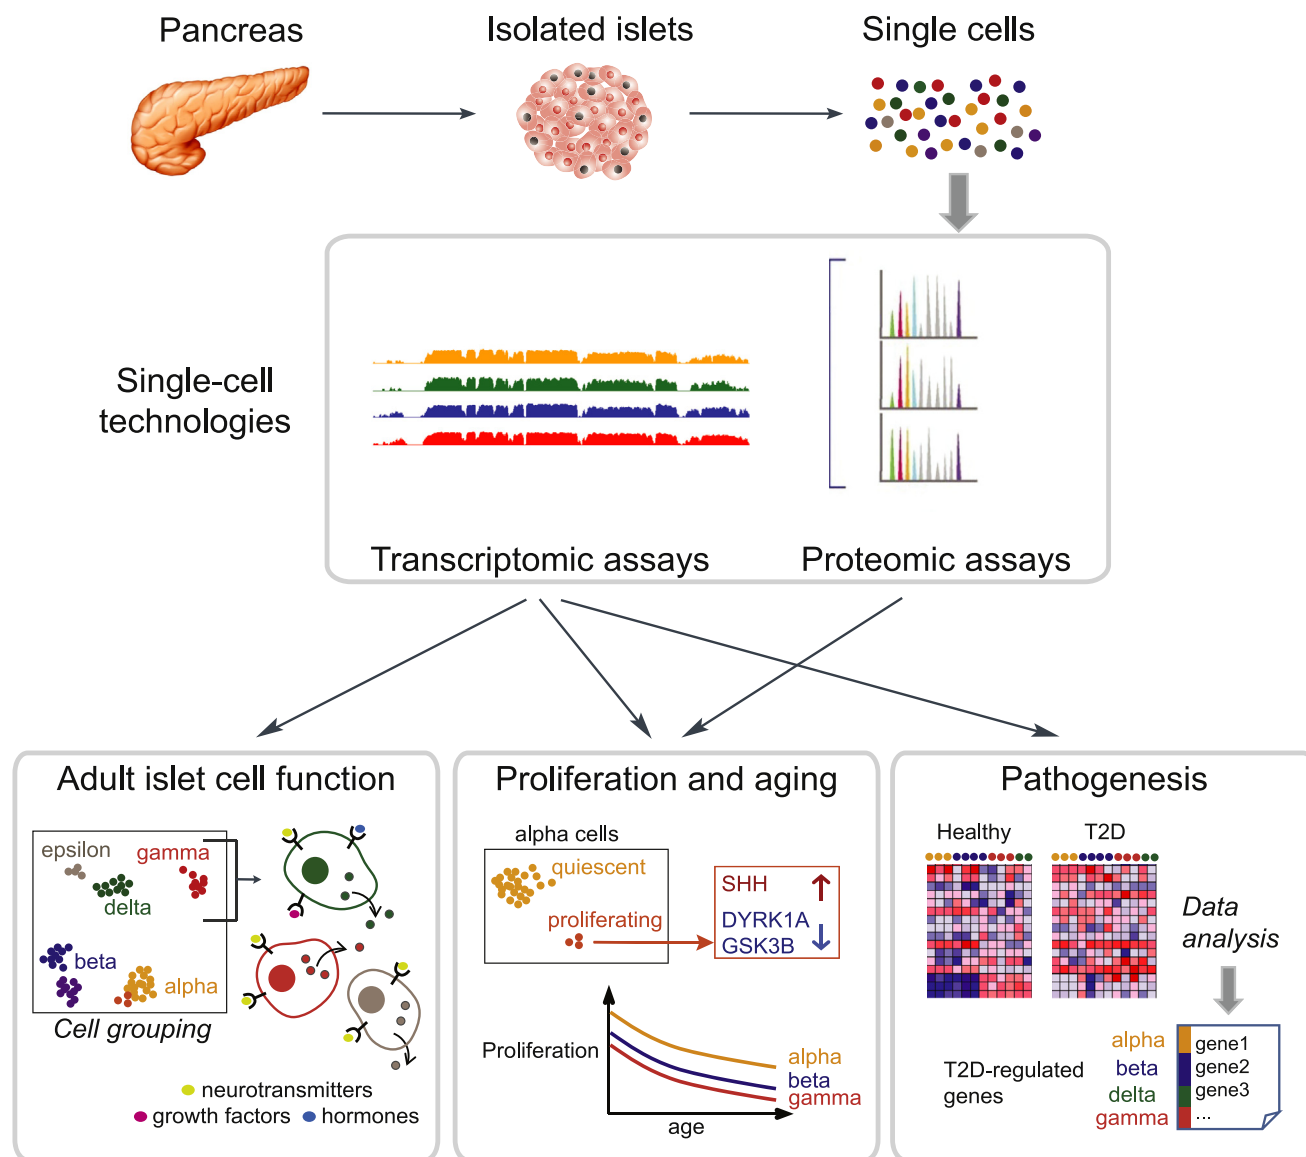 Pancreas
Isolated islets
Single cells
Single-cell
technologies
Transcriptomic assays
Proteomic assays
Adult islet cell function
epsilon
gamma
delta
beta
alpha
Cell grouping
neurotransmitters
growth factors
hormones
Proliferation and aging
alpha cells
quiescent
proliferating
SHH
DYRK1A
GSK3B
Proliferation
alpha
beta
gamma
age
Pathogenesis
Healthy
T2D
Data
analysis
T2D-regulated
genes
alpha
beta
delta
gamma
gene1
gene2
gene3
...